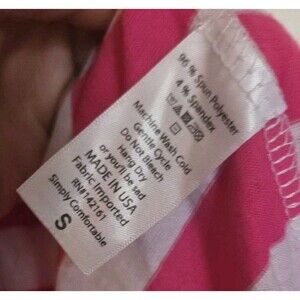 96 % Spun Polyester
4 % Spandex
Machine Wash Cold
Gentle Cycle
Do Not Bleach
Hang Dry
or you'll be sad
MADE IN USA
Fabric Imported
RN#142161
Simply Comfortable
S